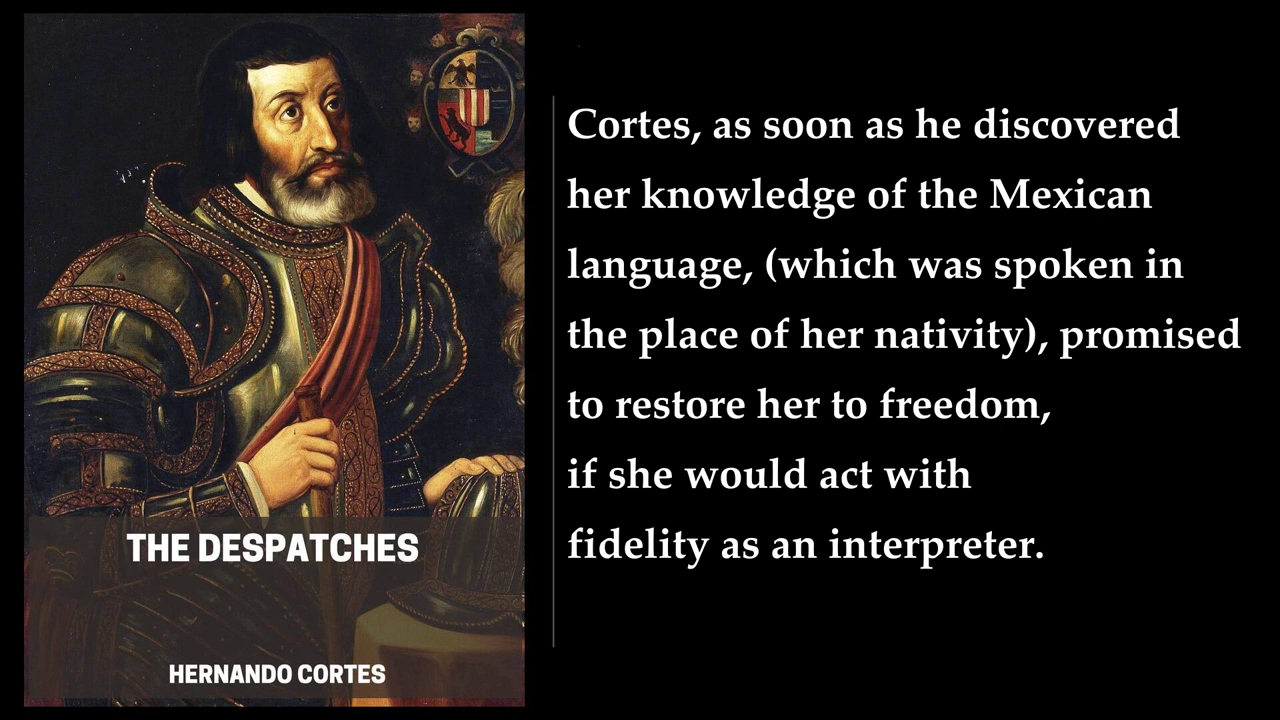 THE DESPATCHES
HERNANDO CORTES
Cortes, as soon as he discovered
her knowledge of the Mexican
language, (which was spoken in
the place of her nativity), promised
to restore her to freedom,
if she would act with
fidelity as an interpreter.